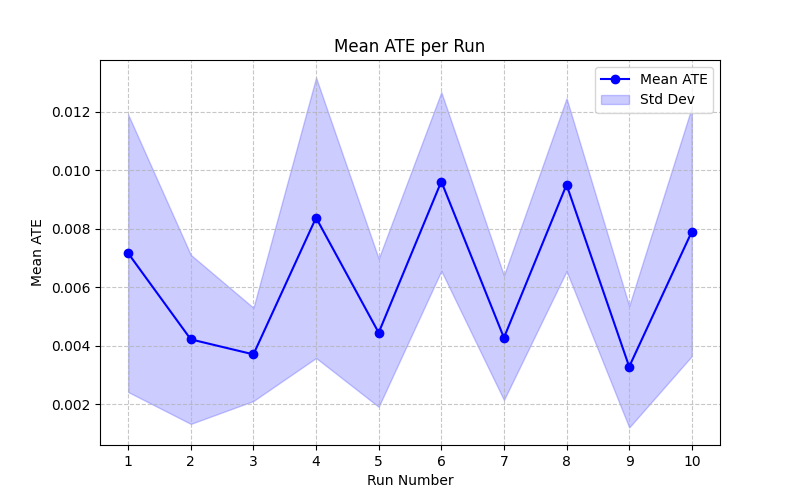 Mean ATE per Run
Mean ATE
Std Dev
0.012
0.010
0.008
0.006
0.004
0.002
Mean ATE
1 2 3 4 5 6 7 8 9 10
Run Number